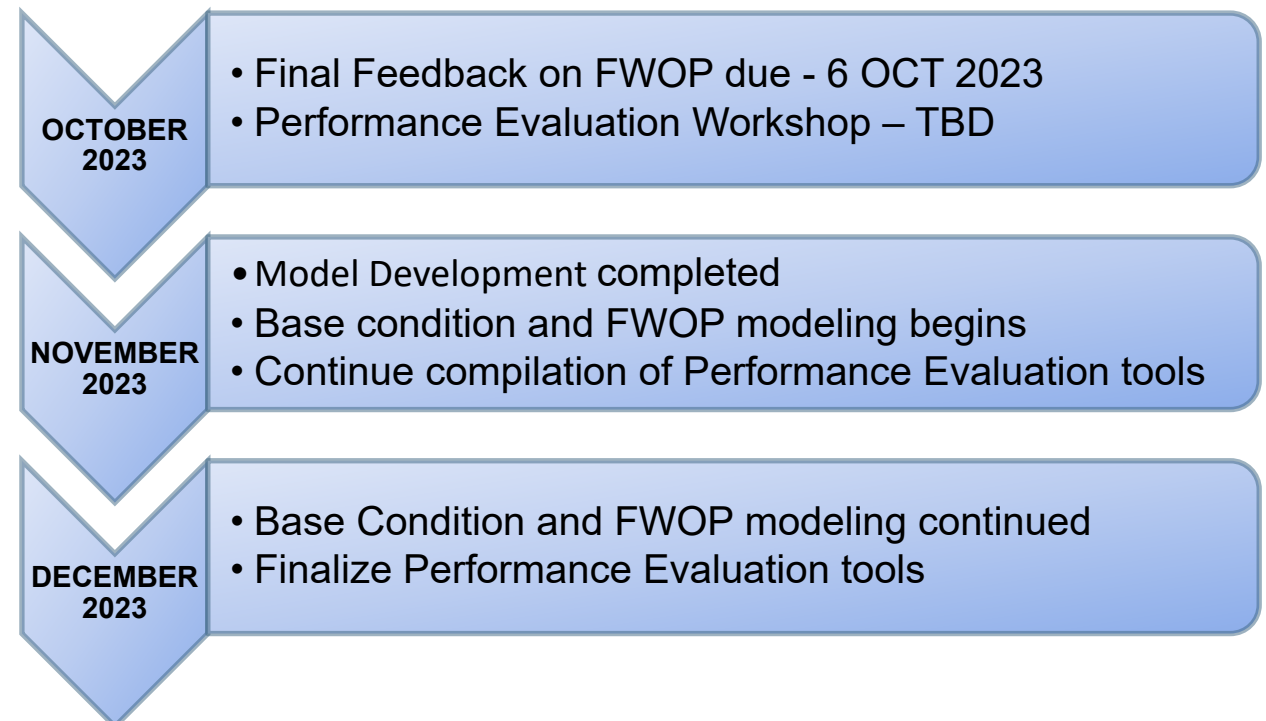 OCTOBER
2023
• Final Feedback on FWOP due - 6 OCT 2023
• Performance Evaluation Workshop – TBD
NOVEMBER
2023
• Model Development completed
• Base condition and FWOP modeling begins
• Continue compilation of Performance Evaluation tools
DECEMBER
2023
• Base Condition and FWOP modeling continued
• Finalize Performance Evaluation tools